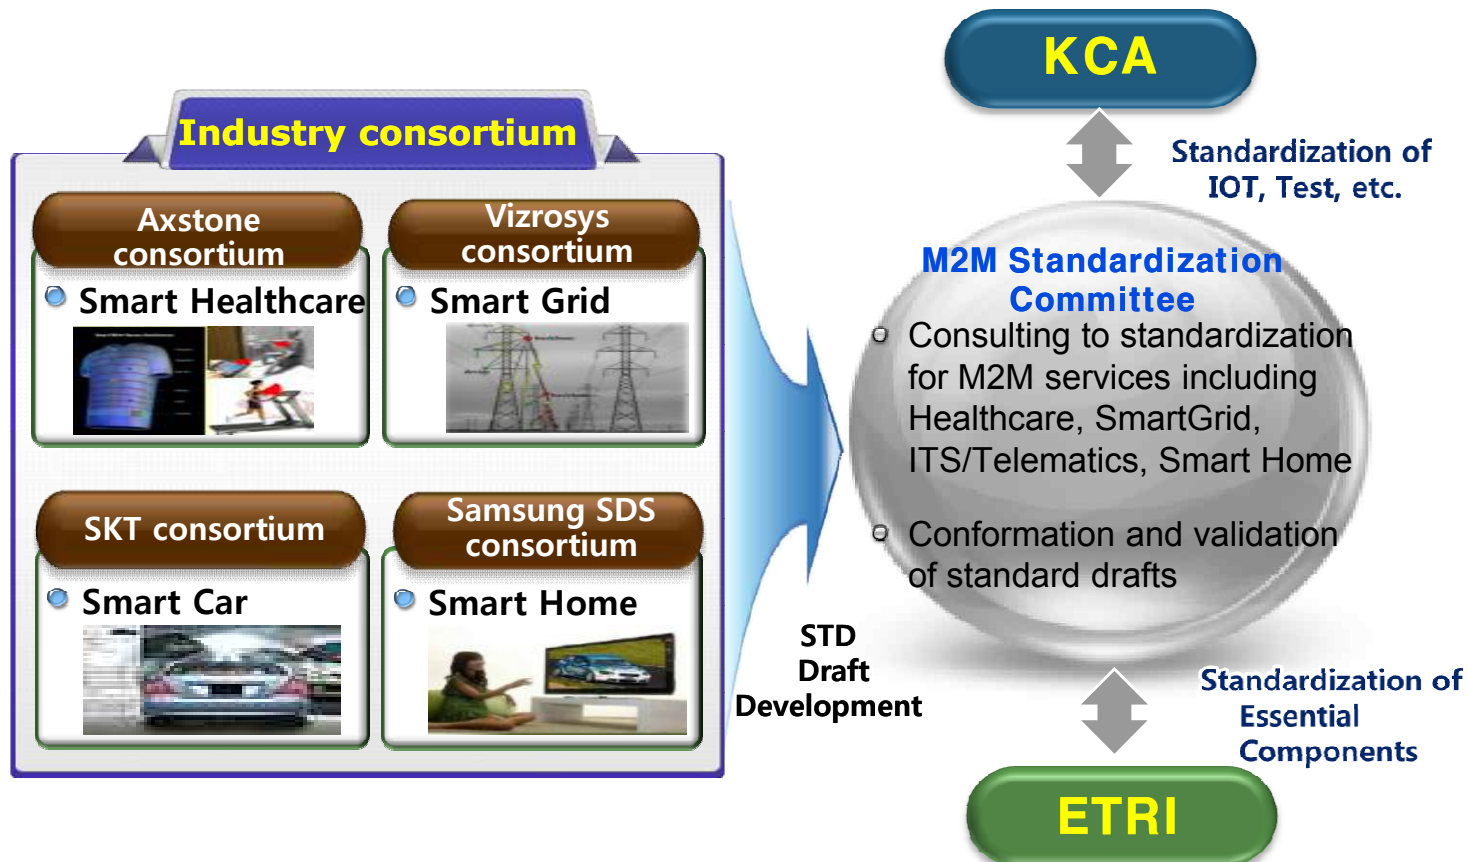 KCA
Standardization of
IOT, Test, etc.
Industry consortium
Axstone
consortium
Smart Healthcare
Vizrosys
consortium
Smart Grid
SKT consortium
Smart Car
Samsung SDS
consortium
Smart Home
STD
Draft
Development
M2M Standardization
Committee
Consulting to standardization
for M2M services including
Healthcare, SmartGrid,
ITS/Telematics, Smart Home
Conformation and validation
of standard drafts
Standardization of
Essential
Components
ETRI